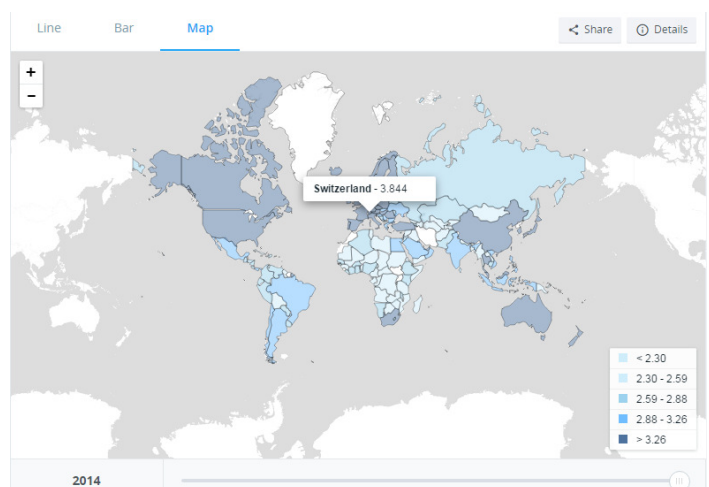 Line Bar Map Share Details
+
-
Switzerland - 3.844
< 2.30
2.30 - 2.59
2.59 - 2.88
2.88 - 3.26
> 3.26
2014